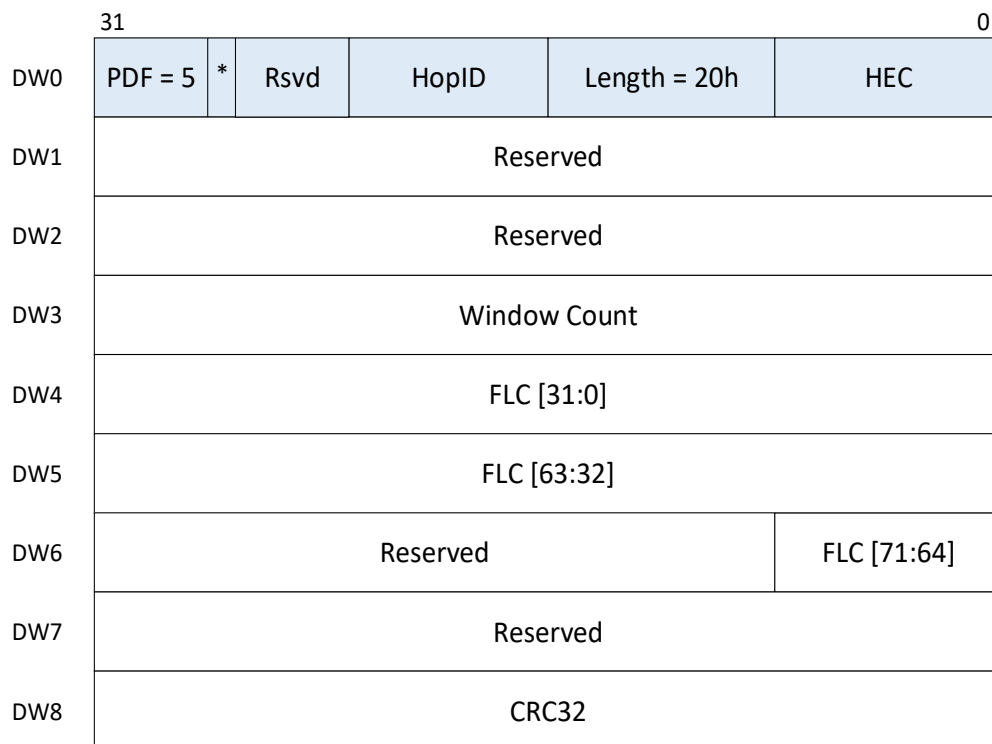 31 0
DW0 PDF = 5 * Rsvd HopID Length = 20h HEC
DW1 Reserved
DW2 Reserved
DW3 Window Count
DW4 FLC [31:0]
DW5 FLC [63:32]
DW6 Reserved FLC [71:64]
DW7 Reserved
DW8 CRC32